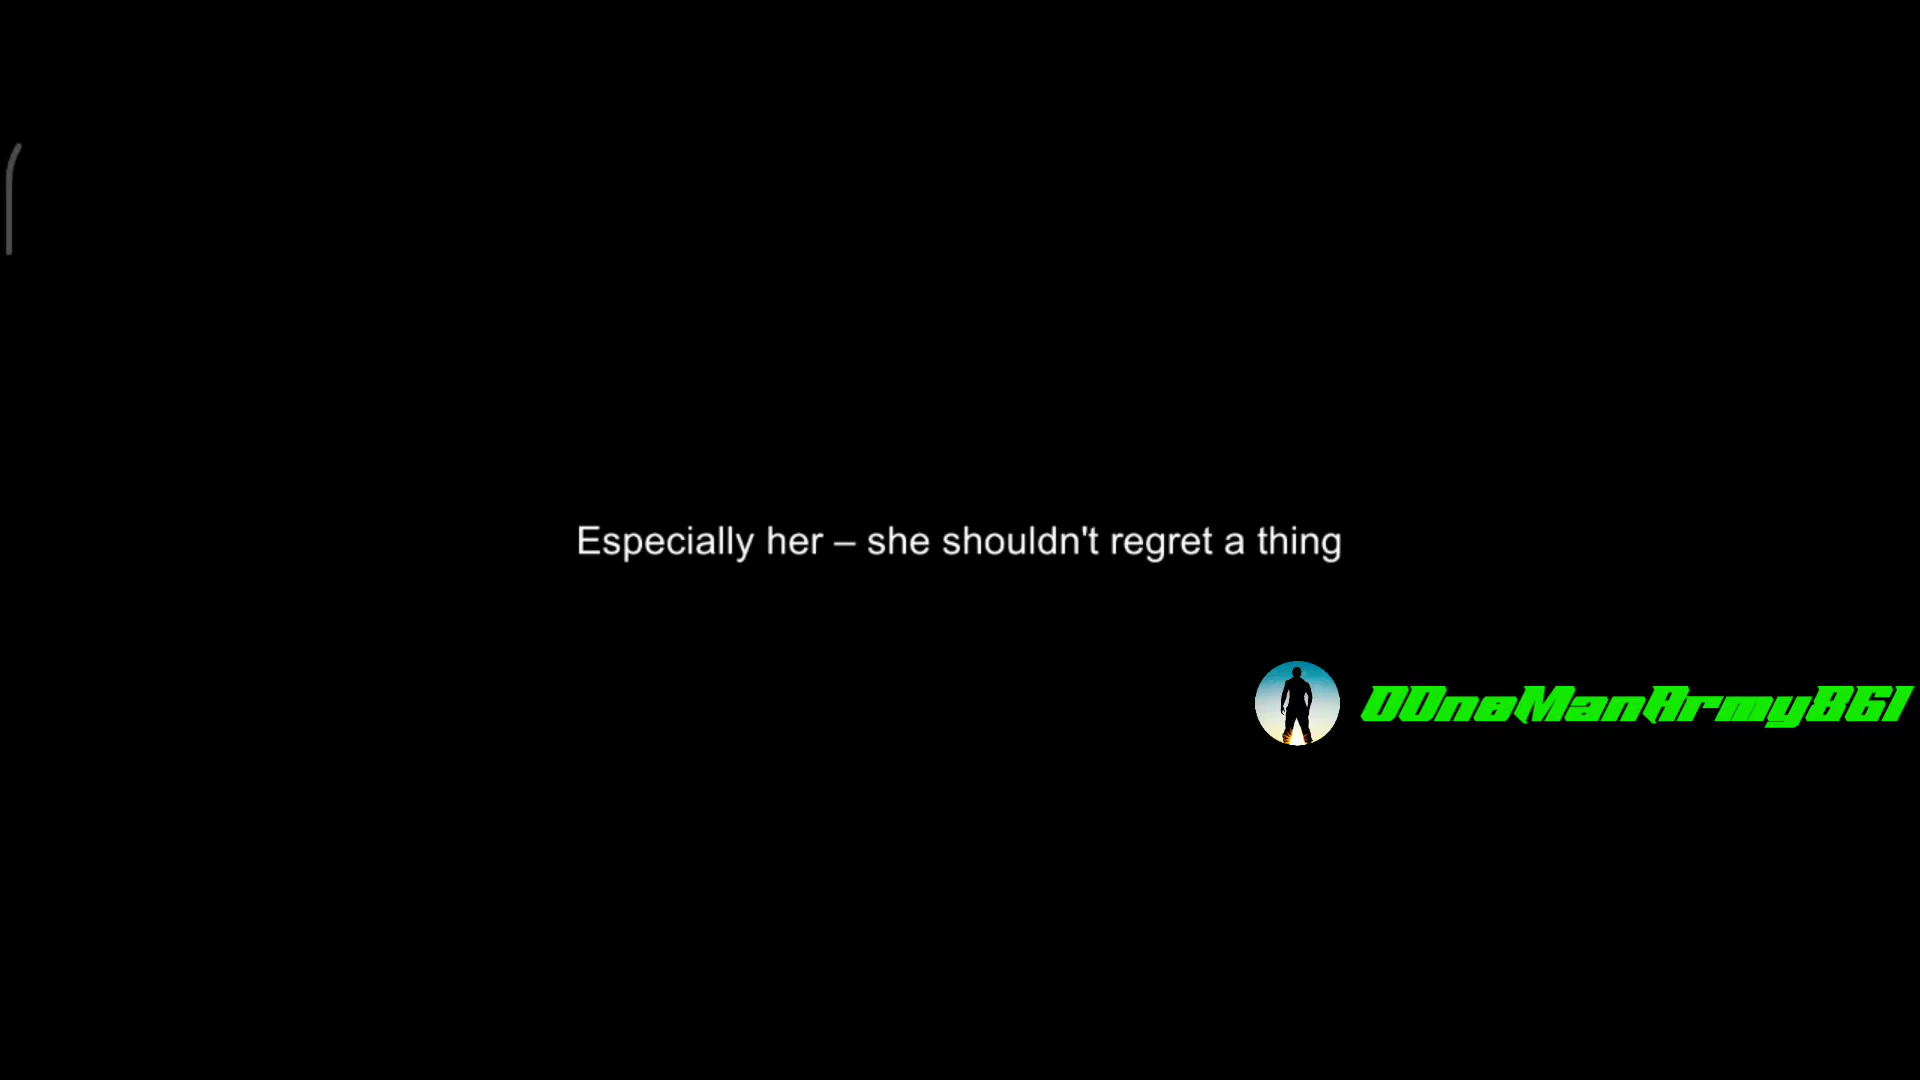 Especially her – she shouldn't regret a thing
OOneManArmy861